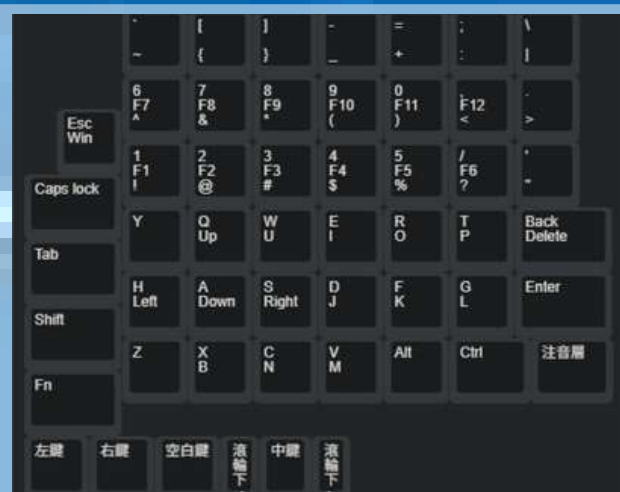 ` [ ] - = ; \
~ { } _ + : |
6 7 8 9 0 , .
F7 F8 F9 F10 F11 F12
^ & * ( ) < >
Esc
Win
1 2 3 4 5 / '
F1 F2 F3 F4 F5 F6
! @ # $ % ? "
Caps lock
Y Q W E R T Back
Up U I O P Delete
Tab
H A S D F G Enter
Left Down Right J K L
Shift
Z X C V Alt Ctrl 注音層
B N M
Fn
左鍵 右鍵 空白鍵 滾輪下 中鍵 滾輪下